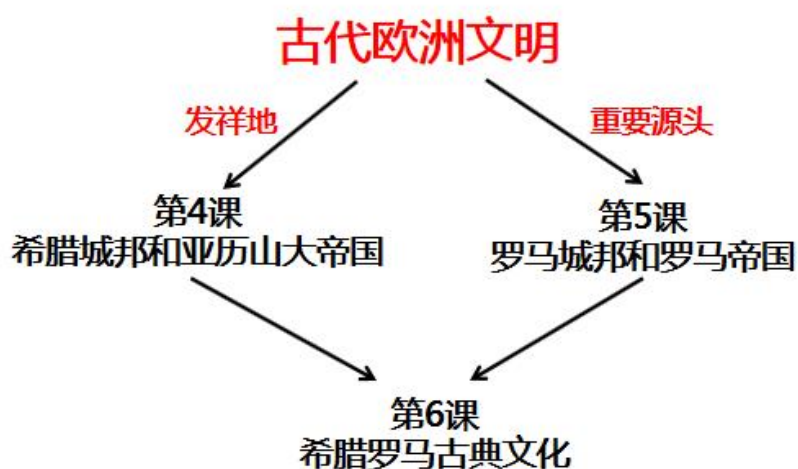 古代欧洲文明
发祥地
重要源头
第4课
希腊城邦和亚历山大帝国
第5课
罗马城邦和罗马帝国
第6课
希腊罗马古典文化